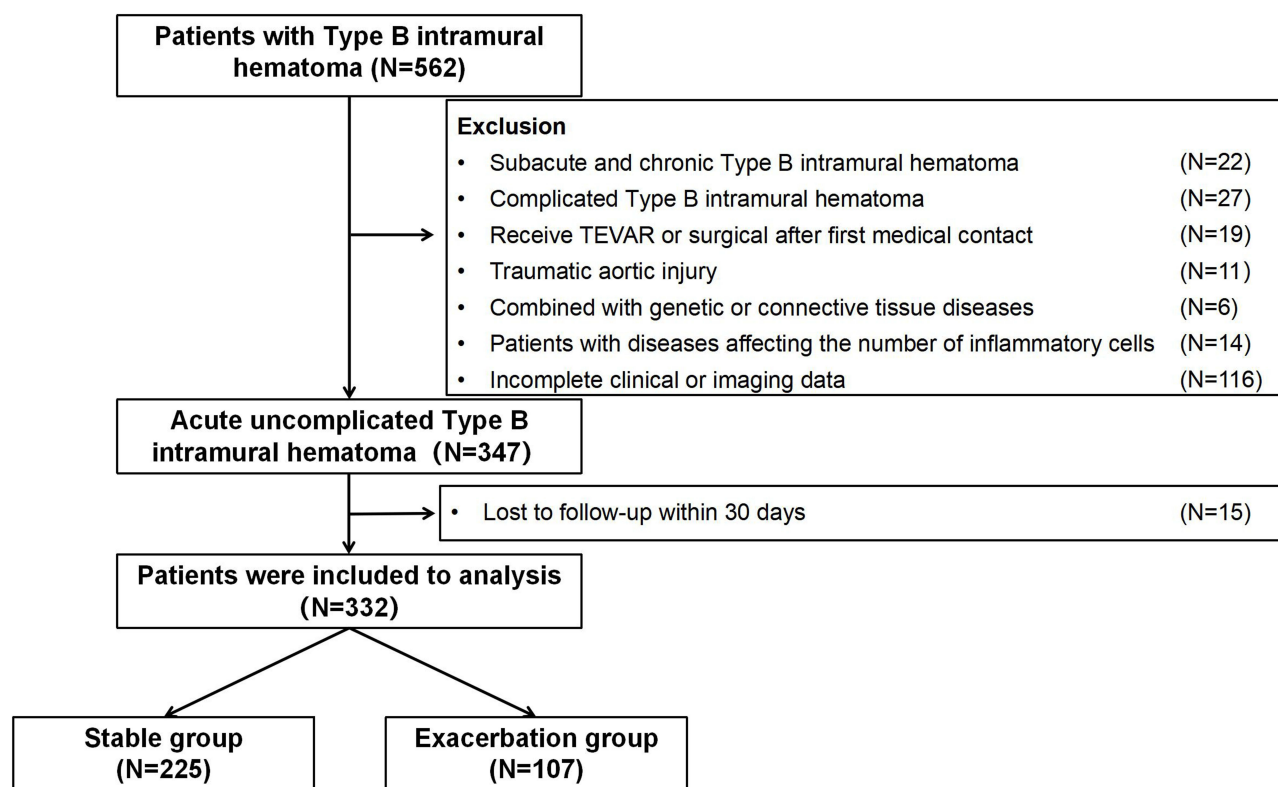 Patients with Type B intramural
hematoma (N=562)
Exclusion
• Subacute and chronic Type B intramural hematoma (N=22)
• Complicated Type B intramural hematoma (N=27)
• Receive TEVAR or surgical after first medical contact (N=19)
• Traumatic aortic injury (N=11)
• Combined with genetic or connective tissue diseases (N=6)
• Patients with diseases affecting the number of inflammatory cells (N=14)
• Incomplete clinical or imaging data (N=116)
Acute uncomplicated Type B
intramural hematoma（N=347)
• Lost to follow-up within 30 days (N=15)
Patients were included to analysis
（N=332)
Stable group
(N=225)
Exacerbation group
(N=107)